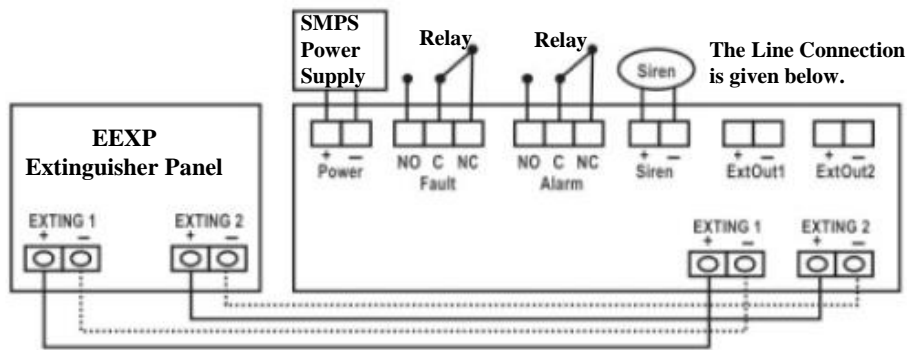 SMPS
Power
Supply
Relay
Relay
Siren
The Line Connection
is given below.
EEXP
Extinguisher Panel
+ −
Power
NO C NC
Fault
NO C NC
Alarm
+ −
Siren
+ −
ExtOut1
+ −
ExtOut2
EXTING 1
+ −
EXTING 2
+ −
EXTING 1
+ −
EXTING 2
+ −